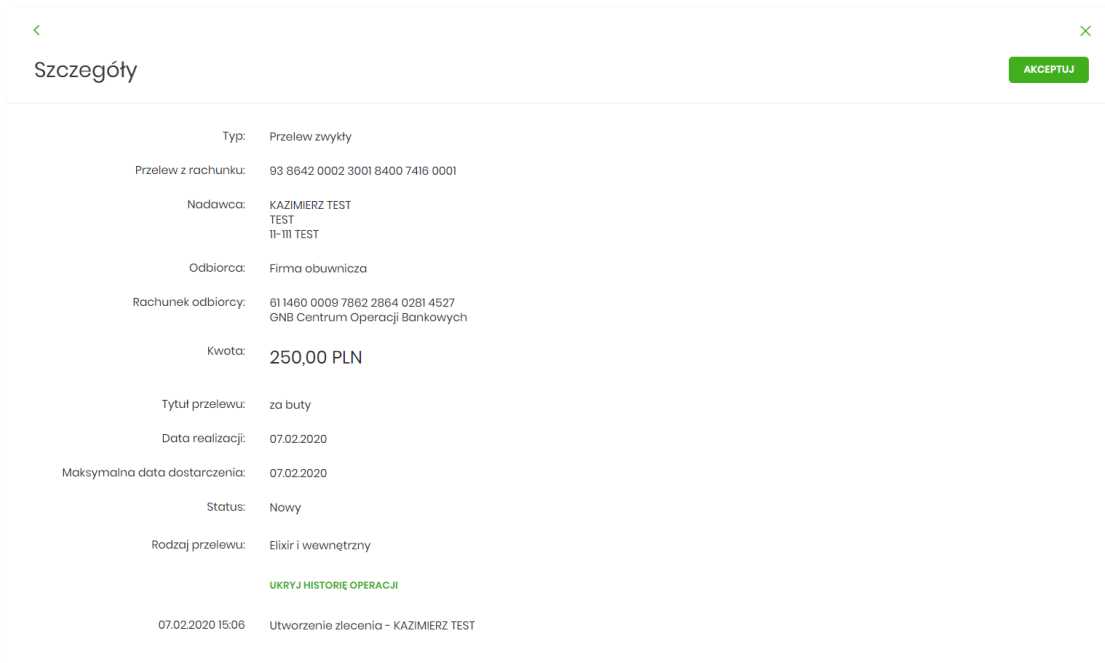 Szczegóły
AKCEPTUJ
Typ: Przelew zwykły
Przelew z rachunku: 93 8642 0002 3001 8400 7416 0001
Nadawca: KAZIMIERZ TEST
TEST
11-111 TEST
Odbiorca: Firma obuwnicza
Rachunek odbiorcy: 61 1460 0009 7862 2864 0281 4527
GNB Centrum Operacji Bankowych
Kwota: 250,00 PLN
Tytuł przelewu: za buty
Data realizacji: 07.02.2020
Maksymalna data dostarczenia: 07.02.2020
Status: Nowy
Rodzaj przelewu: Elixir i wewnętrzny
UKRYJ HISTORIĘ OPERACJI
07.02.2020 15:06 Utworzenie zlecenia - KAZIMIERZ TEST